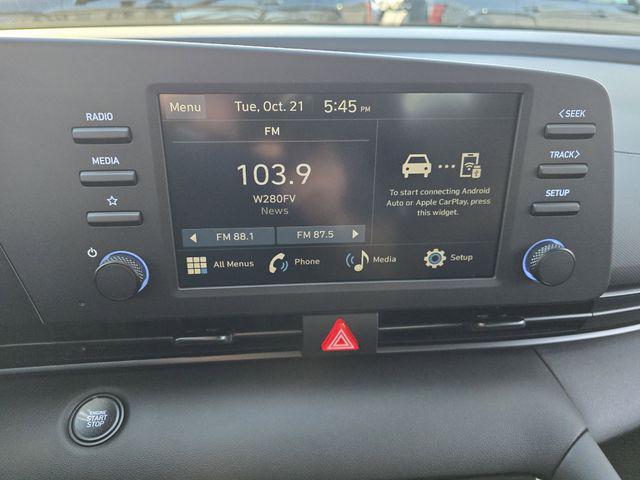 RADIO
MEDIA
Menu Tue, Oct. 21 5:45 PM
FM
103.9
W280FV
News
FM 88.1 FM 87.5
To start connecting Android
Auto or Apple CarPlay, press
this widget.
All Menus Phone Media Setup
<SEEK
TRACK>
SETUP
ENGINE
START
STOP